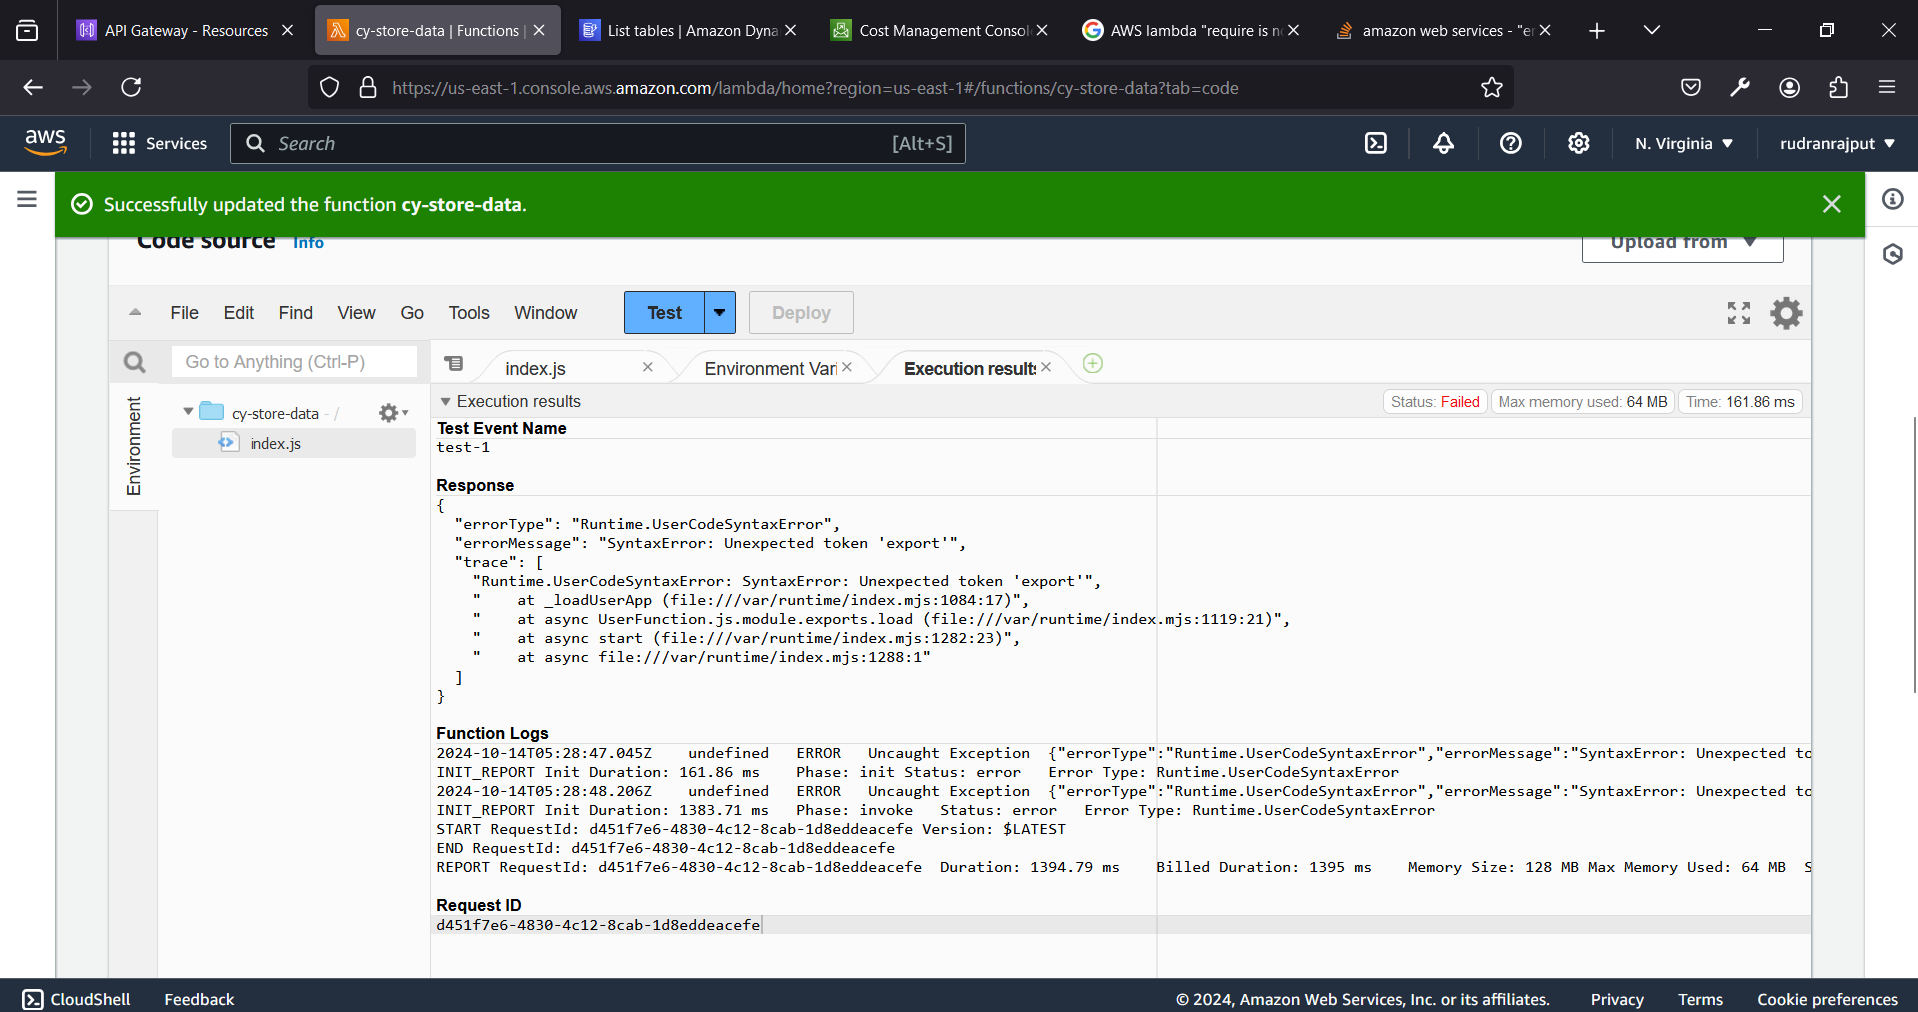 API Gateway - Resources
cy-store-data | Functions |
List tables | Amazon Dyna
Cost Management Consol
AWS lambda "require is n
amazon web services - "er
https://us-east-1.console.aws.amazon.com/lambda/home?region=us-east-1#/functions/cy-store-data?tab=code
aws
Services
Search
[Alt+S]
N. Virginia
rudranrajput
Successfully updated the function cy-store-data.
Code source Info
Upload from
File Edit Find View Go Tools Window
Test
Deploy
Go to Anything (Ctrl-P)
index.js
Environment Vari
Execution results
Environment
cy-store-data - /
index.js
Execution results
Status: Failed
Max memory used: 64 MB
Time: 161.86 ms
Test Event Name
test-1
Response
{
  "errorType": "Runtime.UserCodeSyntaxError",
  "errorMessage": "SyntaxError: Unexpected token 'export'",
  "trace": [
    "Runtime.UserCodeSyntaxError: SyntaxError: Unexpected token 'export'",
    "    at _loadUserApp (file:///var/runtime/index.mjs:1084:17)",
    "    at async UserFunction.js.module.exports.load (file:///var/runtime/index.mjs:1119:21)",
    "    at async start (file:///var/runtime/index.mjs:1282:23)",
    "    at async file:///var/runtime/index.mjs:1288:1"
  ]
}
Function Logs
2024-10-14T05:28:47.045Z undefined ERROR Uncaught Exception {"errorType":"Runtime.UserCodeSyntaxError","errorMessage":"SyntaxError: Unexpected to
INIT_REPORT Init Duration: 161.86 ms Phase: init Status: error Error Type: Runtime.UserCodeSyntaxError
2024-10-14T05:28:48.206Z undefined ERROR Uncaught Exception {"errorType":"Runtime.UserCodeSyntaxError","errorMessage":"SyntaxError: Unexpected to
INIT_REPORT Init Duration: 1383.71 ms Phase: invoke Status: error Error Type: Runtime.UserCodeSyntaxError
START RequestId: d451f7e6-4830-4c12-8cab-1d8eddeacefe Version: $LATEST
END RequestId: d451f7e6-4830-4c12-8cab-1d8eddeacefe
REPORT RequestId: d451f7e6-4830-4c12-8cab-1d8eddeacefe Duration: 1394.79 ms Billed Duration: 1395 ms Memory Size: 128 MB Max Memory Used: 64 MB S
Request ID
d451f7e6-4830-4c12-8cab-1d8eddeacefe
CloudShell
Feedback
© 2024, Amazon Web Services, Inc. or its affiliates.
Privacy
Terms
Cookie preferences